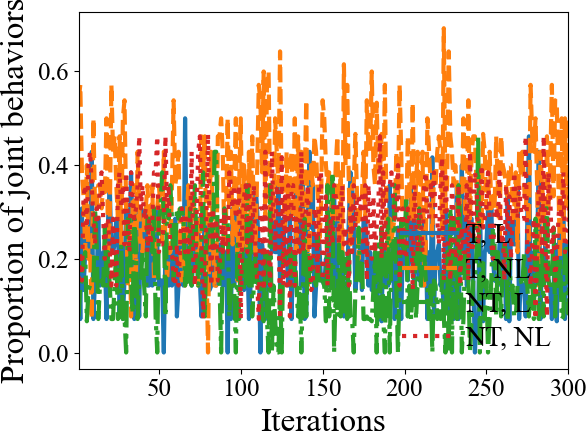 Proportion of joint behaviors
0.6
0.4
0.2
0.0
T, L
T, NL
NT, L
NT, NL
50 100 150 200 250 300
Iterations